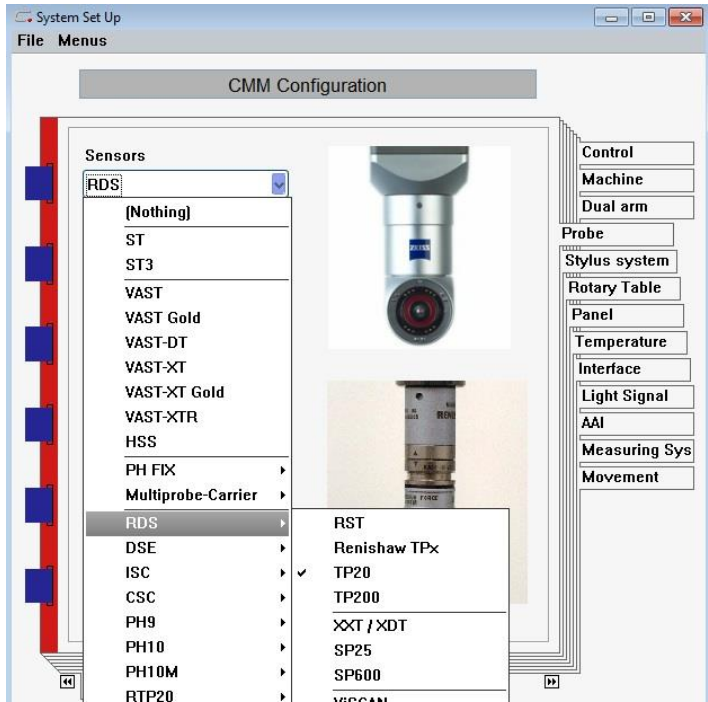 System Set Up
File Menus
CMM Configuration
Sensors
RDS
(Nothing)
ST
ST3
VAST
VAST Gold
VAST-DT
VAST-XT
VAST-XT Gold
VAST-XTR
HSS
PH FIX
Multiprobe-Carrier
RDS
DSE
ISC
CSC
PH9
PH10
PH10M
RTP20
RST
Renishaw TPx
TP20
TP200
XXT / XDT
SP25
SP600
ViSCAN
ZEISS
Control
Machine
Dual arm
Probe
Stylus system
Rotary Table
Panel
Temperature
Interface
Light Signal
AAI
Measuring Sys
Movement